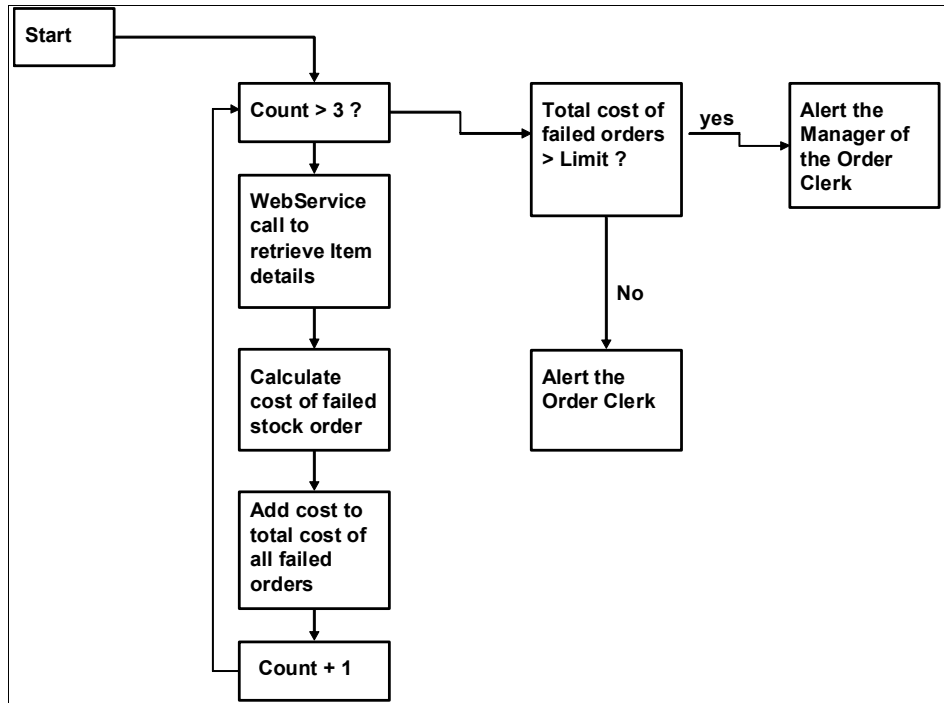 Start
Count > 3 ?
WebService
call to
retrieve Item
details
Calculate
cost of failed
stock order
Add cost to
total cost of
all failed
orders
Count + 1
Total cost of
failed orders
> Limit ?
yes
No
Alert the
Manager of
the Order
Clerk
Alert the
Order Clerk